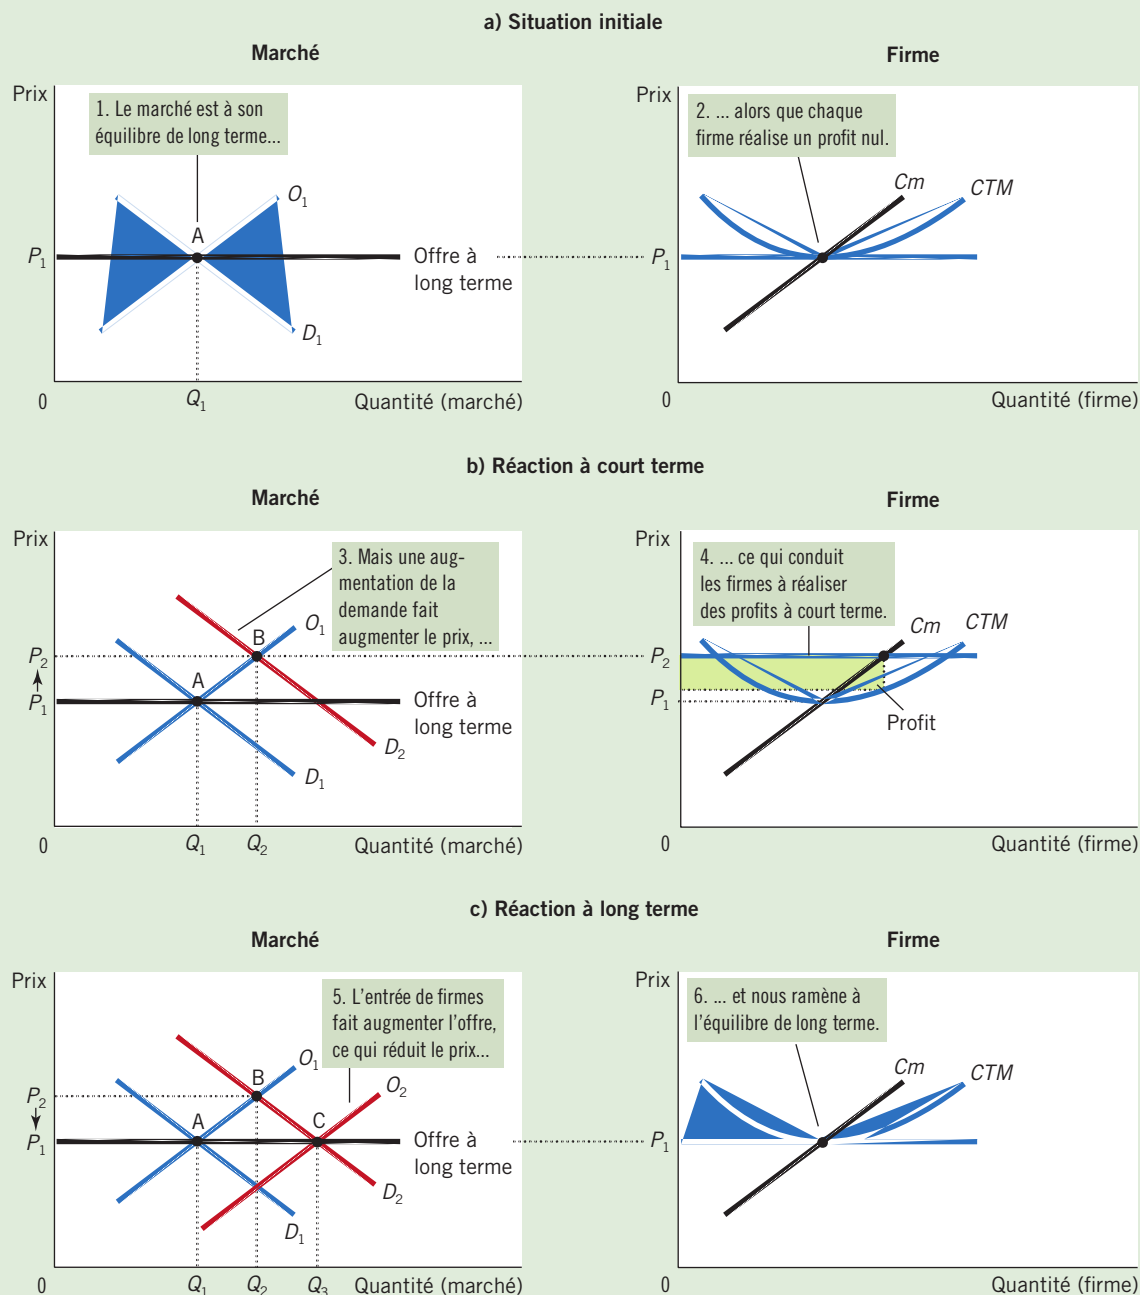 a) Situation initiale
Marché
Firme
Prix
1. Le marché est à son
équilibre de long terme...
O1
A
P1
Offre à
long terme
D1
0
Q1
Quantité (marché)
Prix
2. ... alors que chaque
firme réalise un profit nul.
Cm
CTM
P1
0
Quantité (firme)
b) Réaction à court terme
Marché
Firme
Prix
3. Mais une aug-
mentation de la
demande fait
augmenter le prix, ...
O1
B
P2
A
P1
Offre à
long terme
D2
D1
0
Q1
Q2
Quantité (marché)
Prix
4. ... ce qui conduit
les firmes à réaliser
des profits à court terme.
Cm
CTM
P2
P1
Profit
0
Quantité (firme)
c) Réaction à long terme
Marché
Firme
Prix
5. L'entrée de firmes
fait augmenter l'offre,
ce qui réduit le prix...
O1
B
O2
P2
A
C
P1
Offre à
long terme
D2
D1
0
Q1
Q2
Q3
Quantité (marché)
Prix
6. ... et nous ramène à
l'équilibre de long terme.
Cm
CTM
P1
0
Quantité (firme)